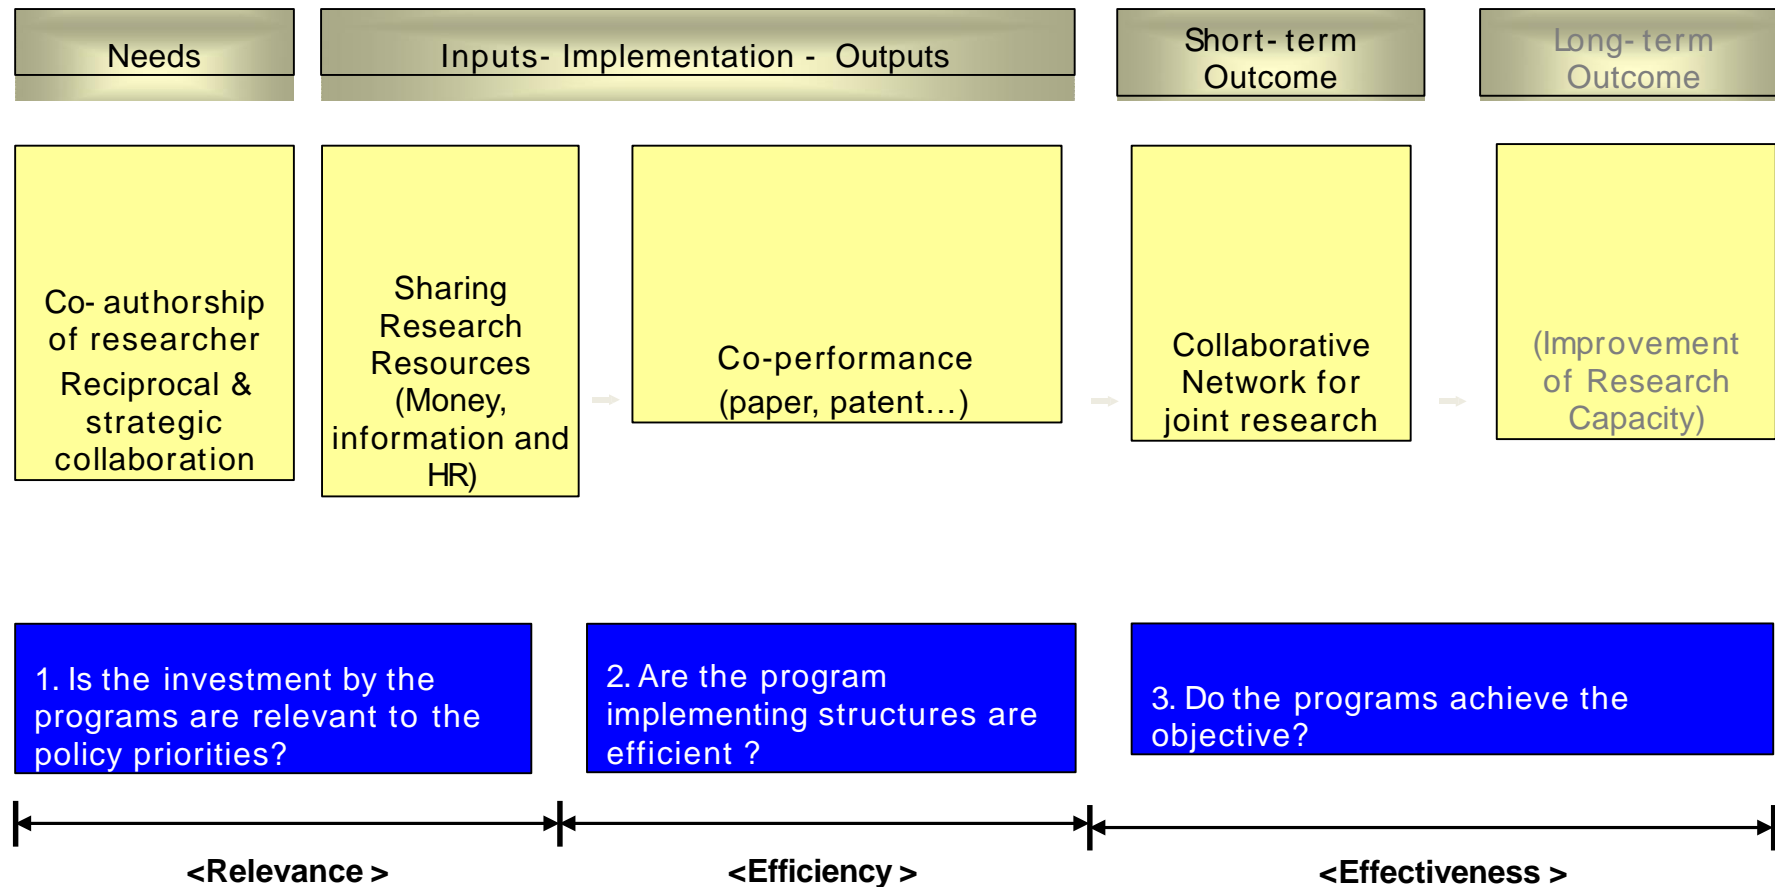 Needs
Inputs- Implementation - Outputs
Short- term
Outcome
Long- term
Outcome
Co- authorship
of researcher
Reciprocal &
strategic
collaboration
Sharing
Research
Resources
(Money,
information and
HR)
Co-performance
(paper, patent…)
Collaborative
Network for
joint research
(Improvement
of Research
Capacity)
1. Is the investment by the
programs are relevant to the
policy priorities?
2. Are the program
implementing structures are
efficient ?
3. Do the programs achieve the
objective?
<Relevance >
<Efficiency >
<Effectiveness >